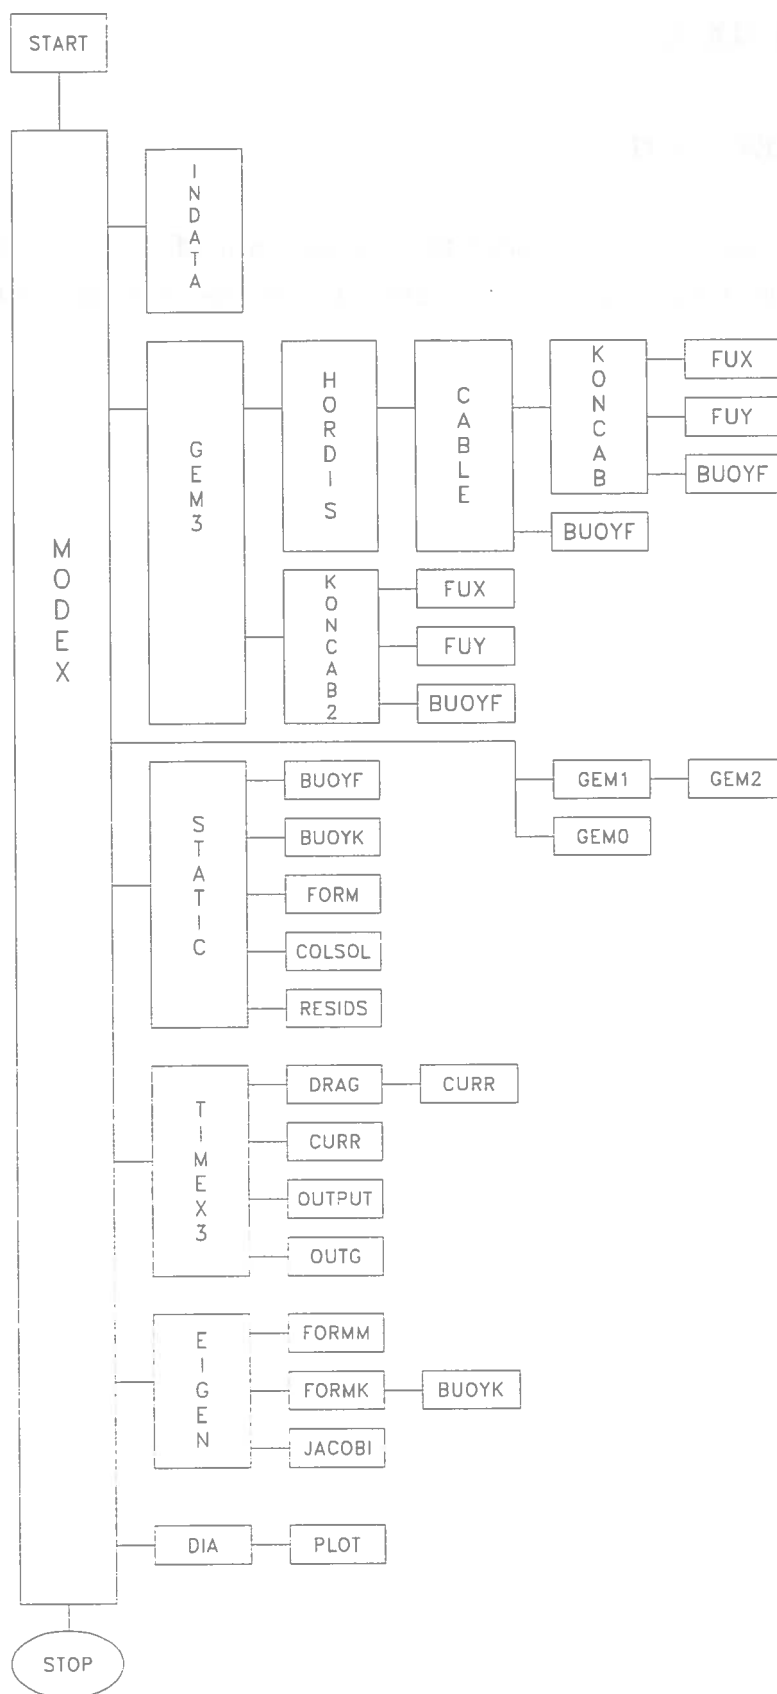 START
MODEX
INDATA
GEM3
HORDIS
CABLE
KONCAB
FUX
FUY
BUOYF
BUOYF
KONCAB2
FUX
FUY
BUOYF
GEM1
GEM2
GEM0
STATIC
BUOYF
BUOYK
FORM
COLSOL
RESIDS
TIMEX3
DRAG
CURR
CURR
OUTPUT
OUTG
EIGEN
FORMM
FORMK
BUOYK
JACOBI
DIA
PLOT
STOP